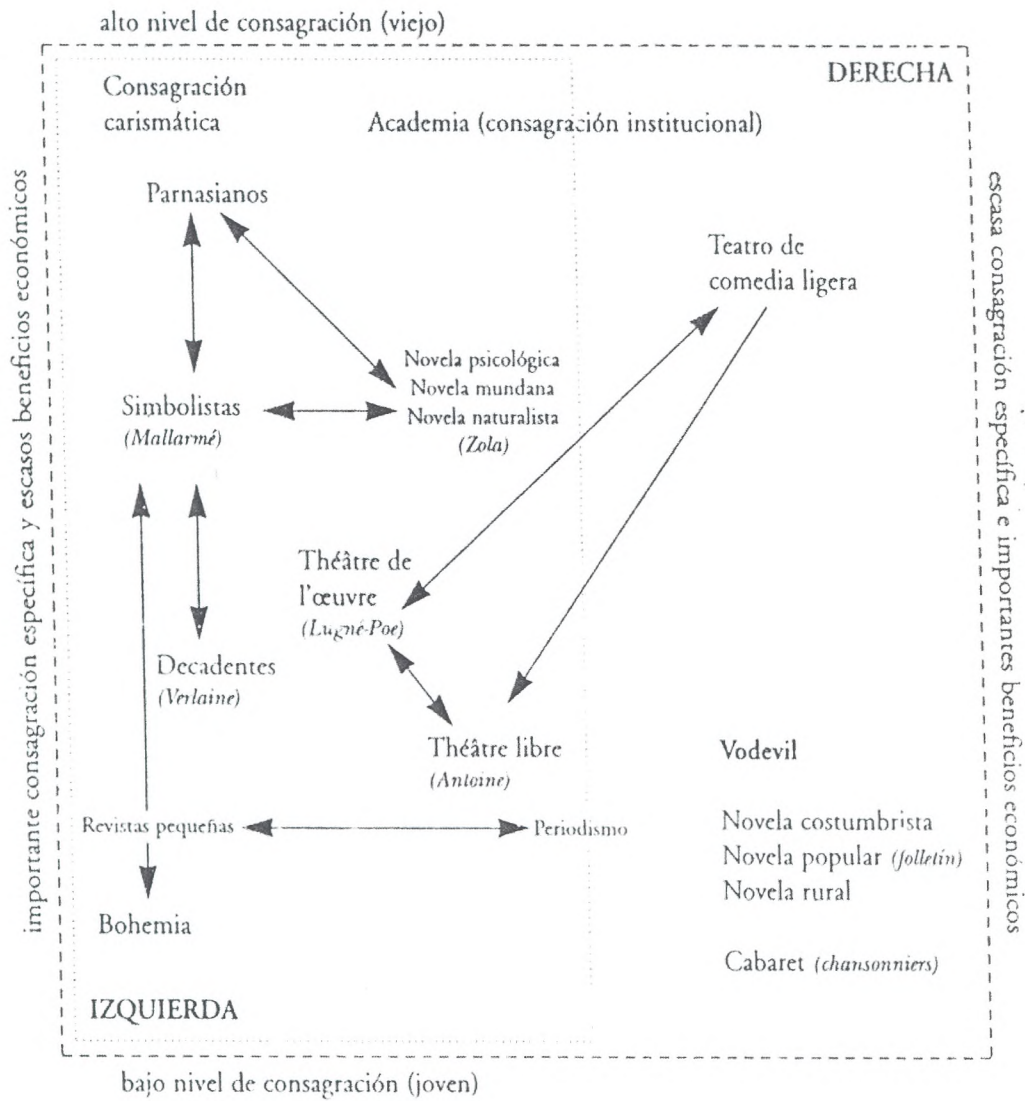 alto nivel de consagración (viejo)
DERECHA
Consagración
carismática
Academia (consagración institucional)
Parnasianos
Teatro de
comedia ligera
Novela psicológica
Novela mundana
Novela naturalista
(Zola)
Simbolistas
(Mallarmé)
Théâtre de
l'œuvre
(Lugné-Poe)
Decadentes
(Verlaine)
Théâtre libre
(Antoine)
Vodevil
Revistas pequeñas
Periodismo
Novela costumbrista
Novela popular (folletín)
Novela rural
Bohemia
Cabaret (chansonniers)
IZQUIERDA
bajo nivel de consagración (joven)
importante consagración específica y escasos beneficios económicos
escasa consagración específica e importantes beneficios económicos